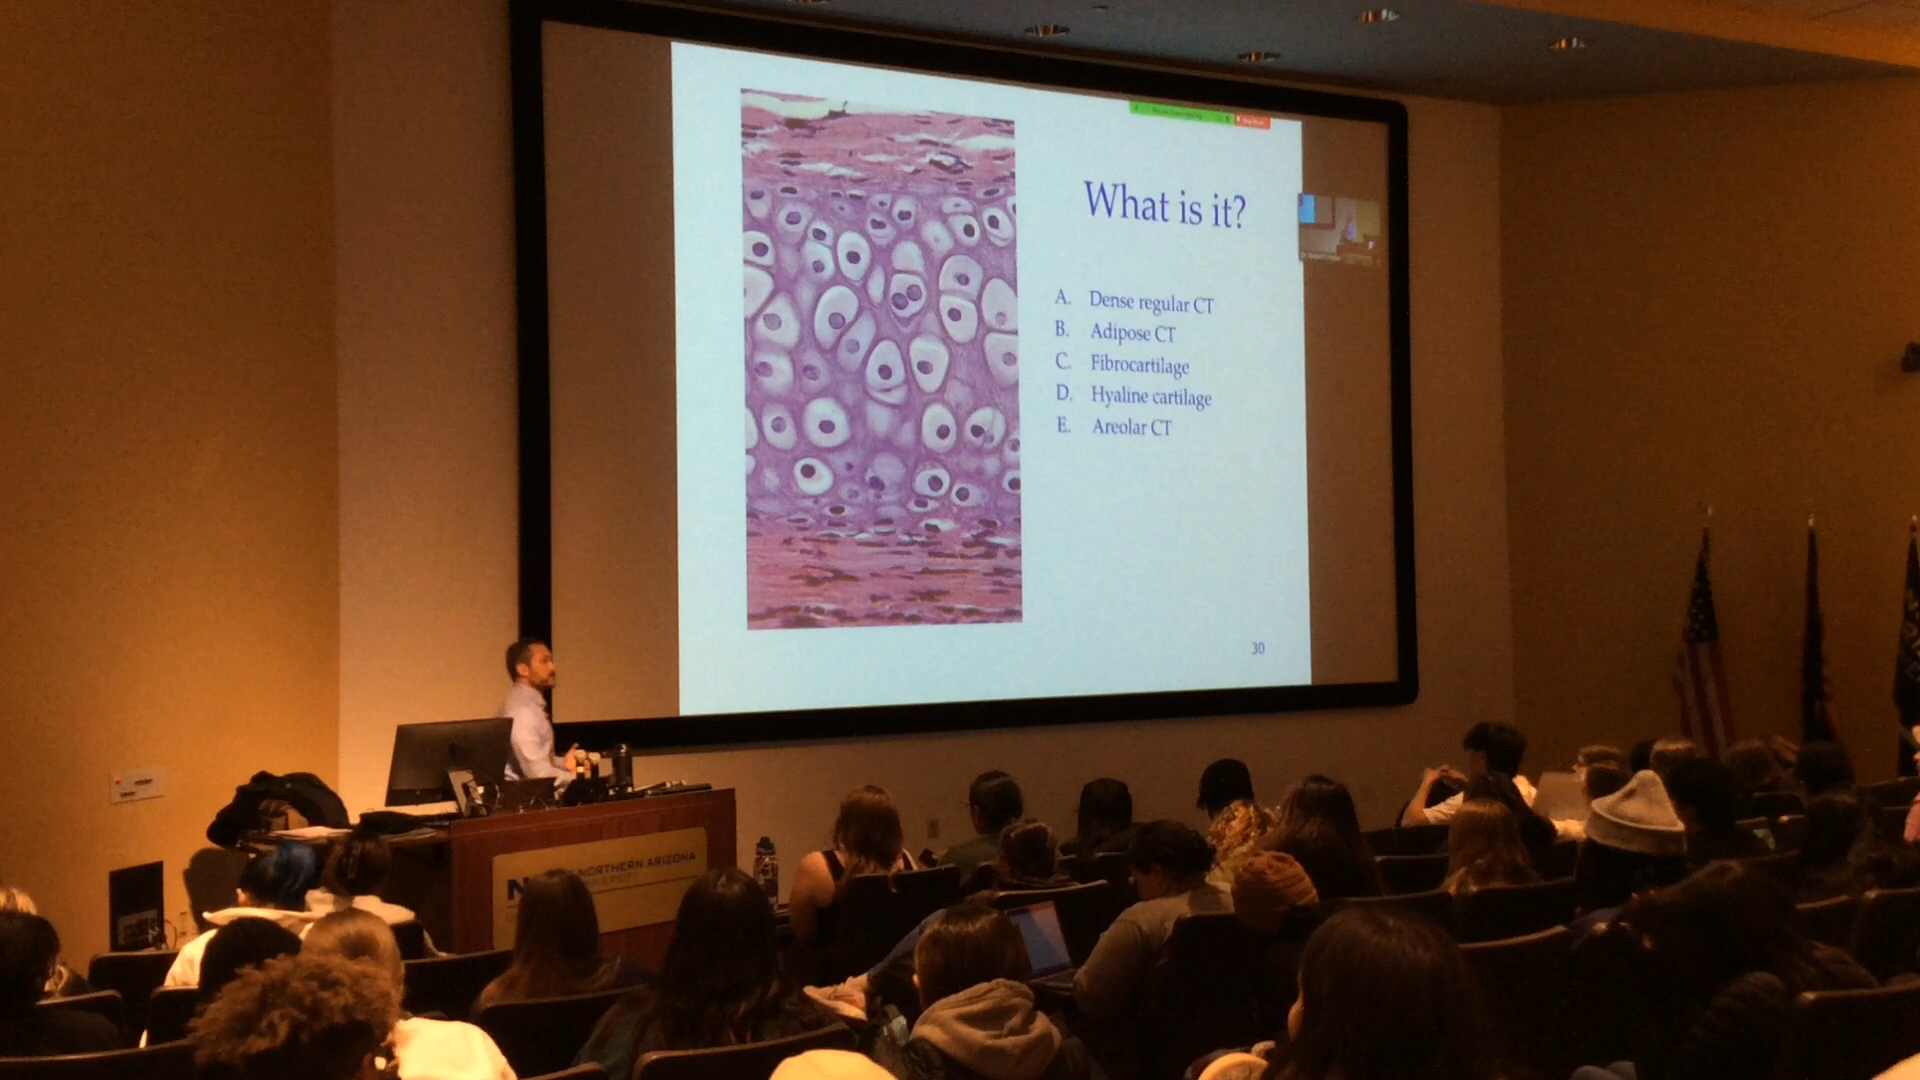 What is it?
A. Dense regular CT
B. Adipose CT
C. Fibrocartilage
D. Hyaline cartilage
E. Areolar CT
30
NORTHERN ARIZONA